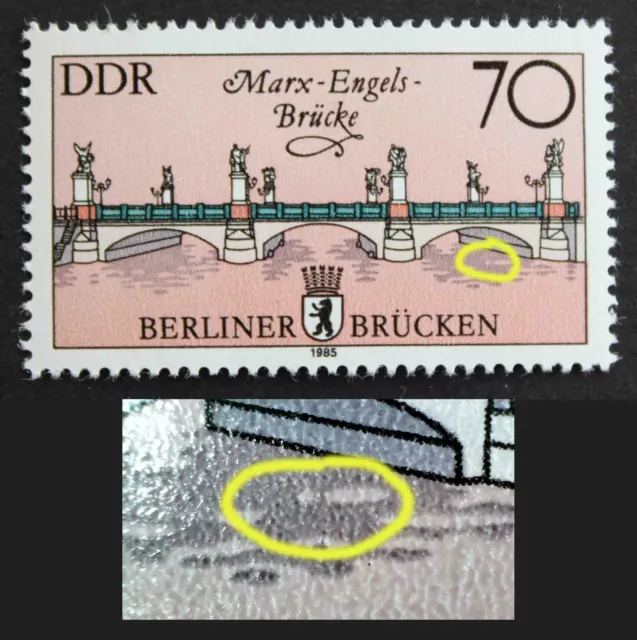 DDR
Marx-Engels-
Brücke
70
BERLINER BRÜCKEN
1985